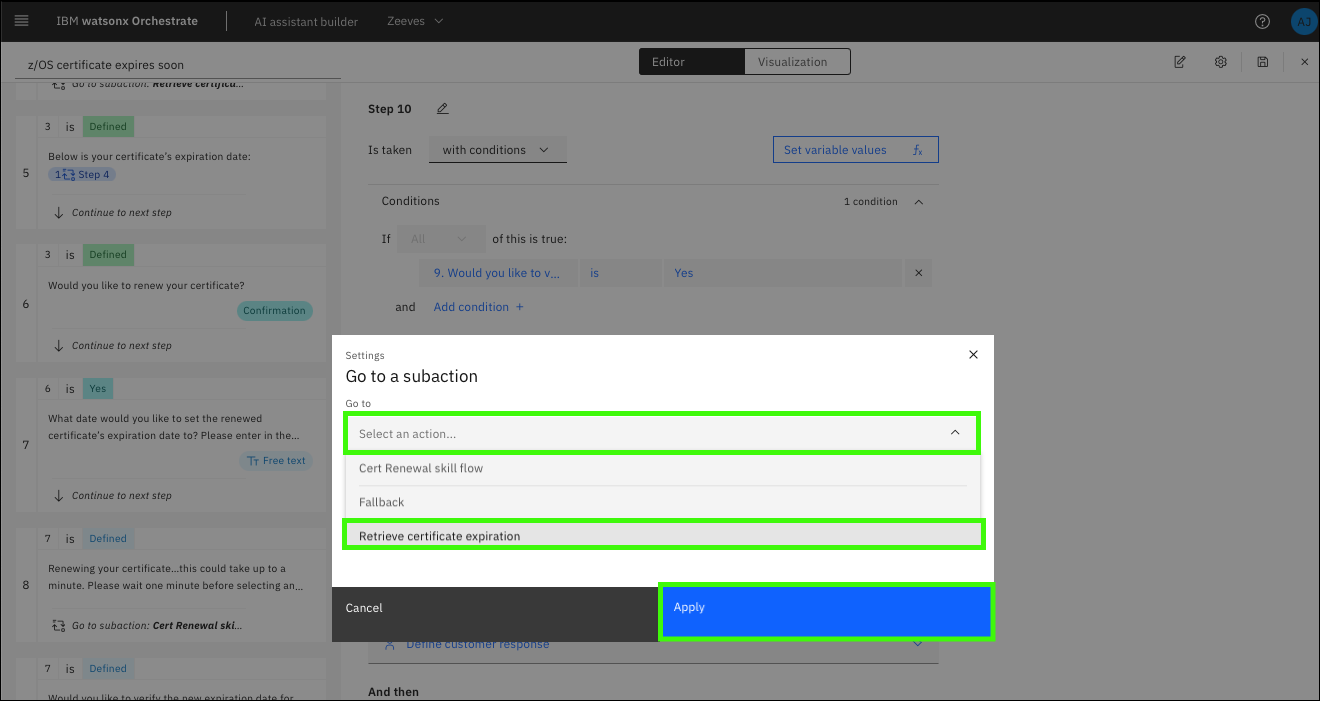 IBM watsonx Orchestrate
AI assistant builder
Zeeves
AJ
z/OS certificate expires soon
Editor
Visualization
Go to subaction: Retrieve certifica...
3 is Defined
5
Below is your certificate's expiration date:
1 Step 4
Continue to next step
3 is Defined
6
Would you like to renew your certificate?
Confirmation
Continue to next step
6 is Yes
7
What date would you like to set the renewed
certificate's expiration date to? Please enter in the...
Free text
Continue to next step
7 is Defined
8
Renewing your certificate...this could take up to a
minute. Please wait one minute before selecting an...
Go to subaction: Cert Renewal ski...
7 is Defined
Would you like to verify the new expiration date for
Step 10
Is taken
with conditions
Set variable values
fx
Conditions
1 condition
If All of this is true:
9. Would you like to v...
is
Yes
and
Add condition +
Settings
Go to a subaction
Go to
Select an action...
Cert Renewal skill flow
Fallback
Retrieve certificate expiration
Cancel
Apply
Define customer response
And then